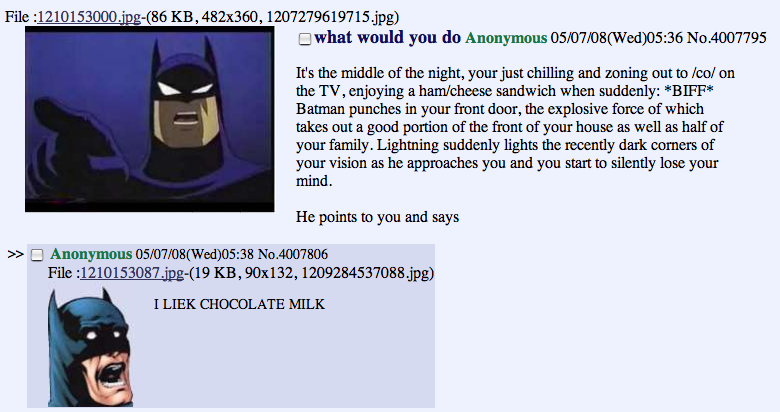 File :1210153000.jpg-(86 KB, 482x360, 1207279619715.jpg)
what would you do Anonymous 05/07/08(Wed)05:36 No.4007795
It's the middle of the night, your just chilling and zoning out to /co/ on
the TV, enjoying a ham/cheese sandwich when suddenly: *BIFF*
Batman punches in your front door, the explosive force of which
takes out a good portion of the front of your house as well as half of
your family. Lightning suddenly lights the recently dark corners of
your vision as he approaches you and you start to silently lose your
mind.
He points to you and says
>> Anonymous 05/07/08(Wed)05:38 No.4007806
File :1210153087.jpg-(19 KB, 90x132, 1209284537088.jpg)
I LIEK CHOCOLATE MILK